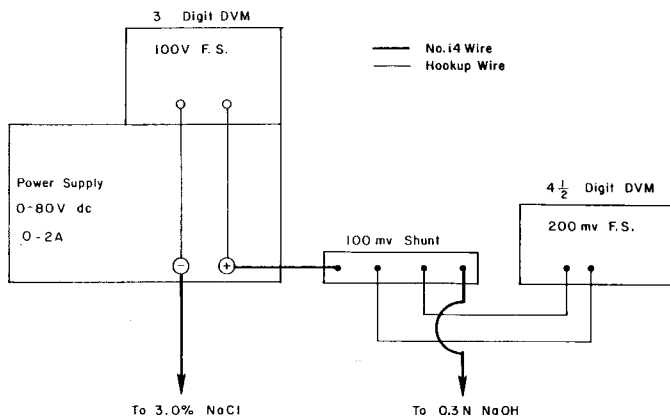 3 Digit DVM
100V F.S.
No.14 Wire
Hookup Wire
Power Supply
0-80V dc
0-2A
4 1/2 Digit DVM
200 mv F.S.
100 mv Shunt
-
+
To 3.0% NaCl
To 0.3N NaOH